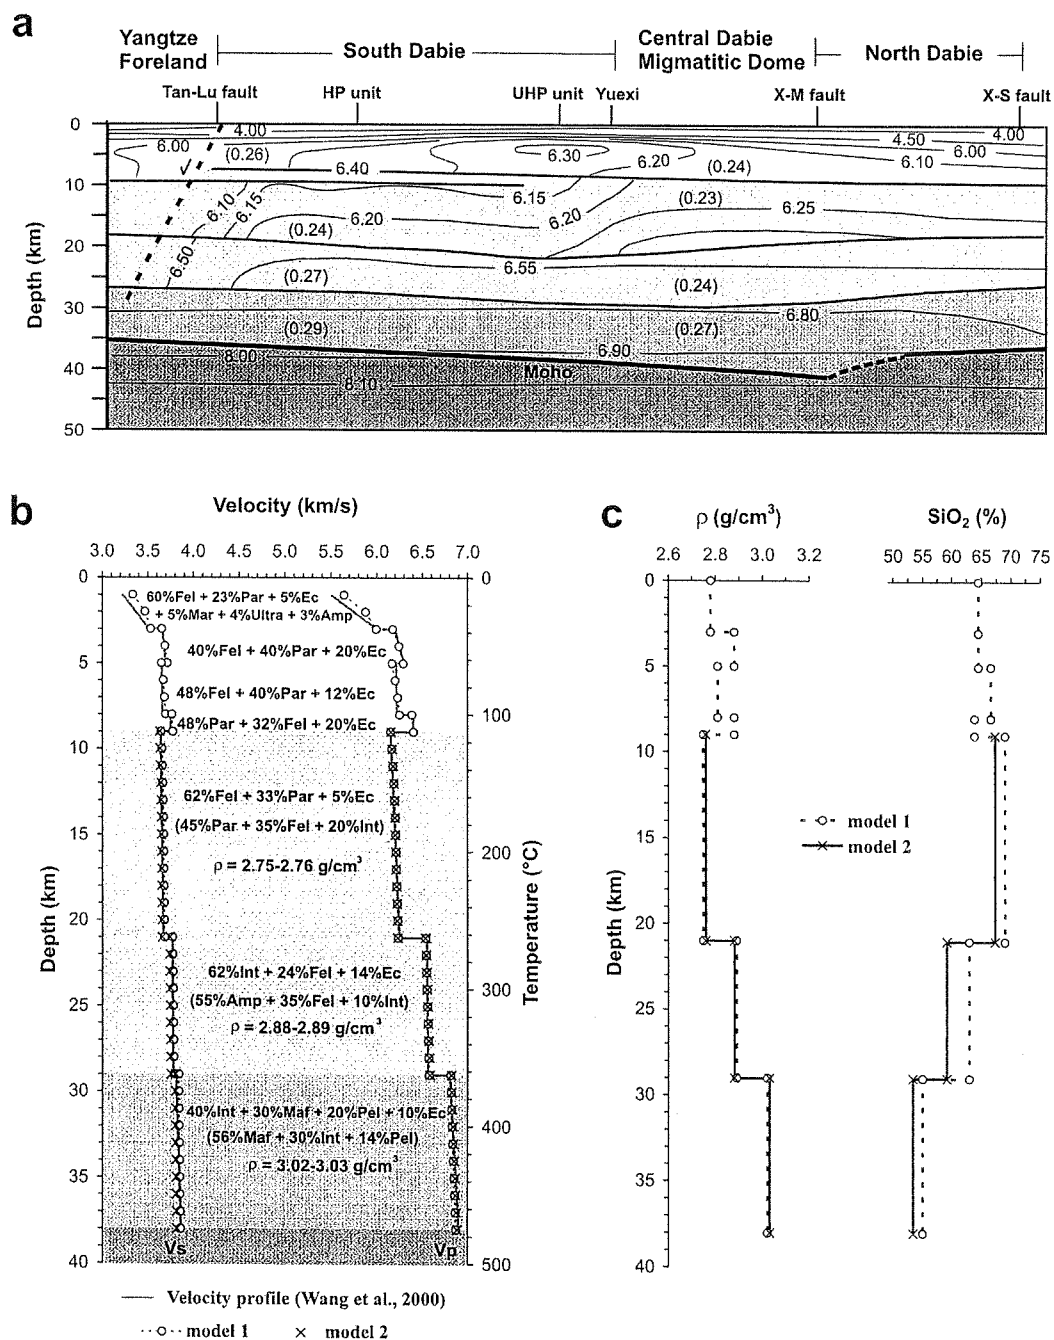 a
Yangtze Foreland
South Dabie
Central Dabie Migmatitic Dome
North Dabie
Tan-Lu fault
HP unit
UHP unit
Yuexi
X-M fault
X-S fault
Depth (km)
0
10
20
30
40
50
4.00
4.50
4.00
6.00
(0.26)
6.30
6.20
(0.24)
6.10
6.00
6.40
6.10
6.15
6.15
(0.23)
6.20
6.20
6.25
(0.24)
6.50
6.55
(0.27)
(0.24)
6.80
(0.29)
(0.27)
6.90
8.00
Moho
8.10
b
Velocity (km/s)
3.0 3.5 4.0 4.5 5.0 5.5 6.0 6.5 7.0
Depth (km)
0
5
10
15
20
25
30
35
40
Temperature (°C)
0
100
200
300
400
500
60%Fel + 23%Par + 5%Ec
+ 5%Mar + 4%Ultra + 3%Amp
40%Fel + 40%Par + 20%Ec
48%Fel + 40%Par + 12%Ec
48%Par + 32%Fel + 20%Ec
62%Fel + 33%Par + 5%Ec
(45%Par + 35%Fel + 20%Int)
ρ = 2.75-2.76 g/cm³
62%Int + 24%Fel + 14%Ec
(55%Amp + 35%Fel + 10%Int)
ρ = 2.88-2.89 g/cm³
40%Int + 30%Maf + 20%Pel + 10%Ec
(56%Maf + 30%Int + 14%Pel)
ρ = 3.02-3.03 g/cm³
Vs
Vp
Velocity profile (Wang et al., 2000)
model 1
model 2
c
ρ (g/cm³)
2.6 2.8 3.0 3.2
SiO₂ (%)
50 55 60 65 70 75
Depth (km)
0
5
10
15
20
25
30
35
40
model 1
model 2